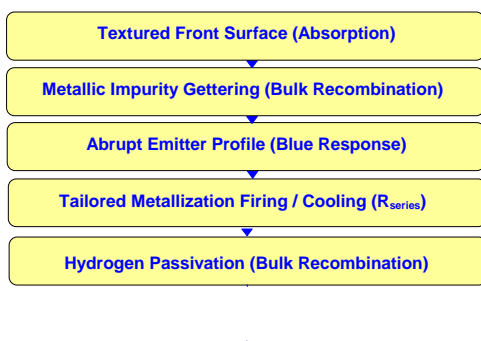 Textured Front Surface (Absorption)
Metallic Impurity Gettering (Bulk Recombination)
Abrupt Emitter Profile (Blue Response)
Tailored Metallization Firing / Cooling (Rseries)
Hydrogen Passivation (Bulk Recombination)